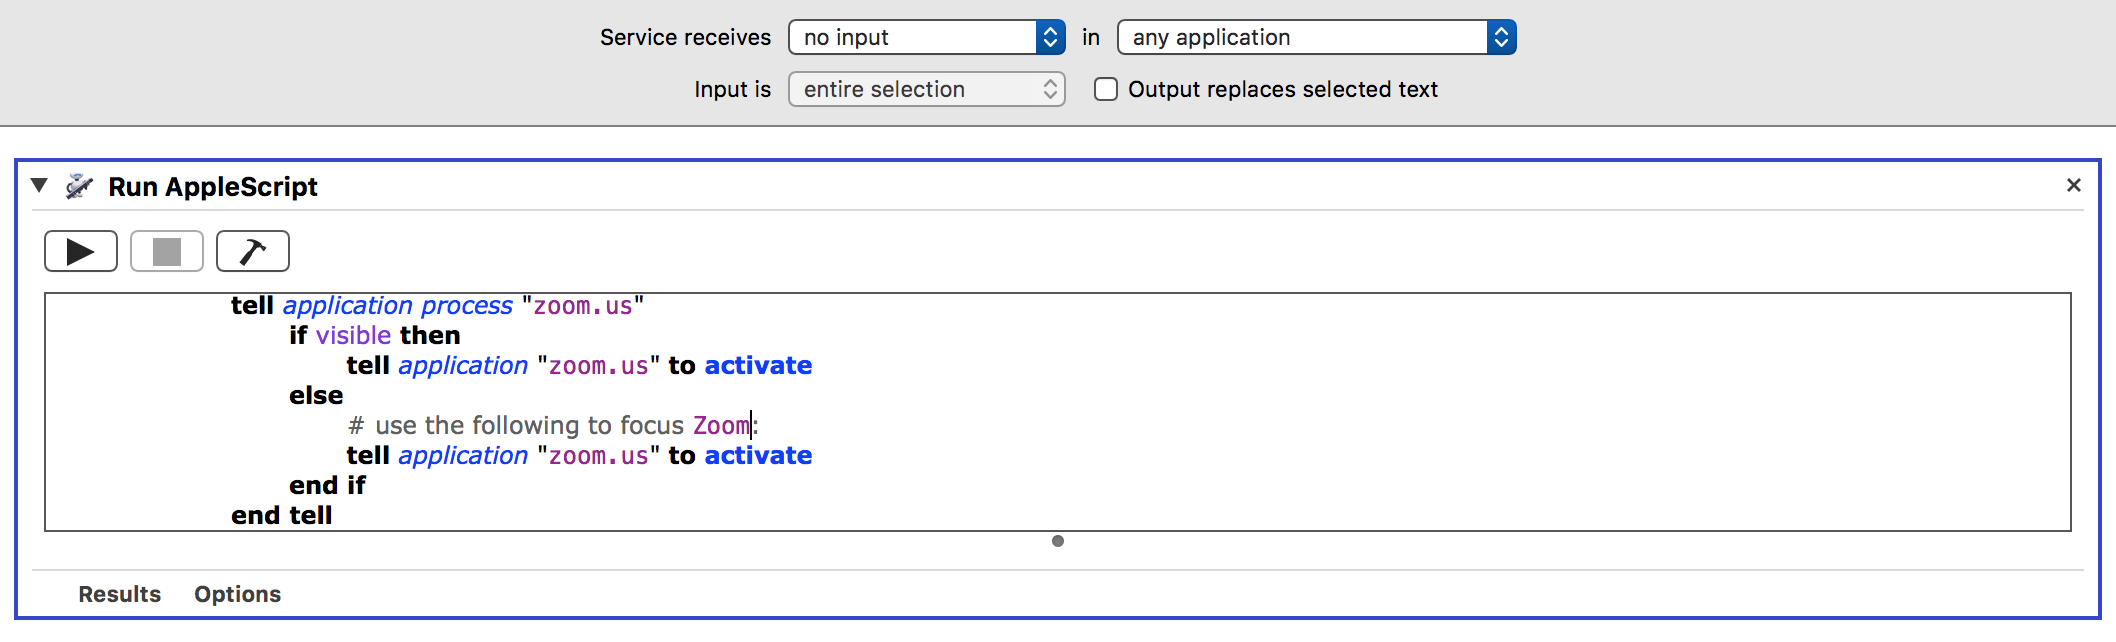 Service receives no input in any application
Input is entire selection Output replaces selected text
Run AppleScript
tell application process "zoom.us"
if visible then
tell application "zoom.us" to activate
else
# use the following to focus Zoom:
tell application "zoom.us" to activate
end if
end tell
Results Options